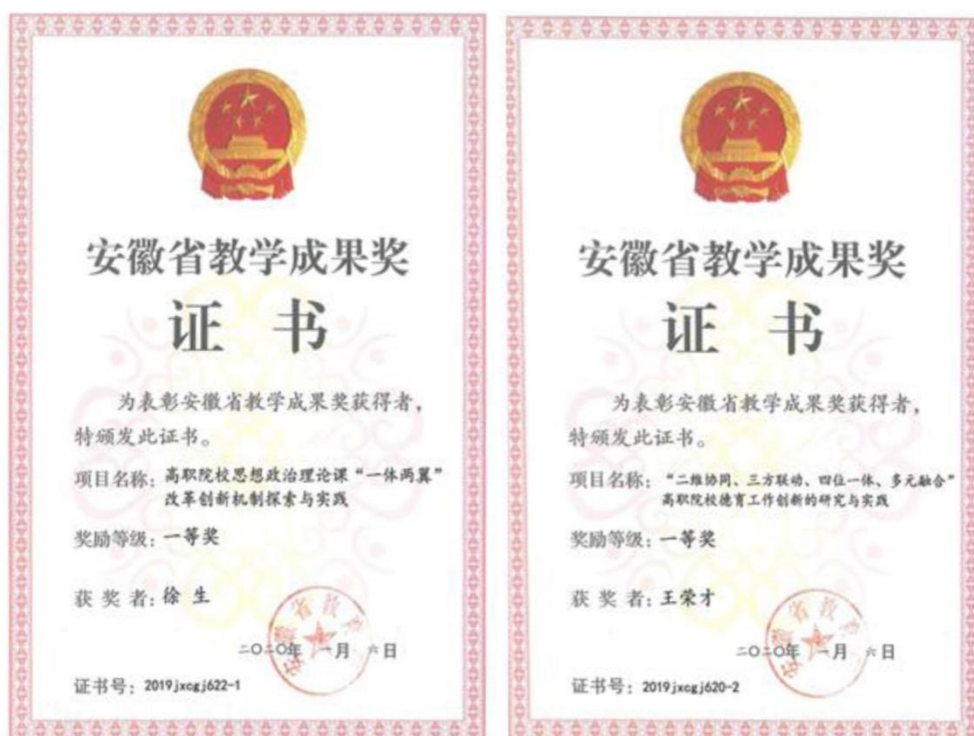 安徽省教学成果奖
证 书
为表彰安徽省教学成果奖获得者，
特颁发此证书。
项目名称：高职院校思想政治理论课“一体两翼”
改革创新机制探索与实践
奖励等级：一等奖
获 奖 者：徐 生
二〇二〇年 一月 六日
证书号：2019jxcgj622-1
安徽省教学成果奖
证 书
为表彰安徽省教学成果奖获得者，
特颁发此证书。
项目名称：“二维协同、三方联动、四位一体、多元融合”
高职院校德育工作创新的研究与实践
奖励等级：一等奖
获 奖 者：王荣才
二〇二〇年 一月 六日
证书号：2019jxcgj620-2